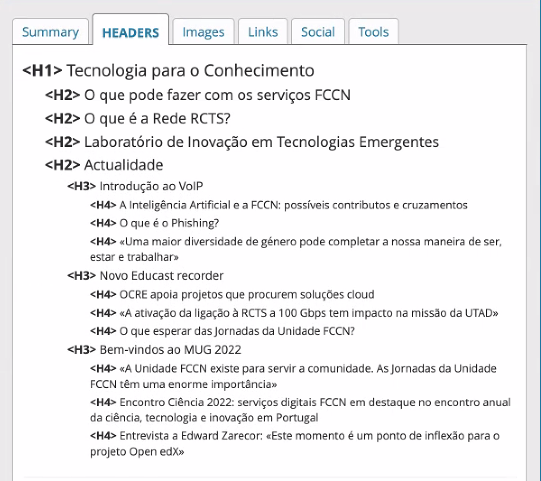 Summary
HEADERS
Images
Links
Social
Tools
<H1> Tecnologia para o Conhecimento
<H2> O que pode fazer com os serviços FCCN
<H2> O que é a Rede RCTS?
<H2> Laboratório de Inovação em Tecnologias Emergentes
<H2> Actualidade
<H3> Introdução ao VoIP
<H4> A Inteligência Artificial e a FCCN: possíveis contributos e cruzamentos
<H4> O que é o Phishing?
<H4> «Uma maior diversidade de género pode completar a nossa maneira de ser,
estar e trabalhar»
<H3> Novo Educast recorder
<H4> OCRE apoia projetos que procurem soluções cloud
<H4> «A ativação da ligação à RCTS a 100 Gbps tem impacto na missão da UTAD»
<H4> O que esperar das Jornadas da Unidade FCCN?
<H3> Bem-vindos ao MUG 2022
<H4> «A Unidade FCCN existe para servir a comunidade. As Jornadas da Unidade
FCCN têm uma enorme importância»
<H4> Encontro Ciência 2022: serviços digitais FCCN em destaque no encontro anual
da ciência, tecnologia e inovação em Portugal
<H4> Entrevista a Edward Zarecor: «Este momento é um ponto de inflexão para o
projeto Open edX»